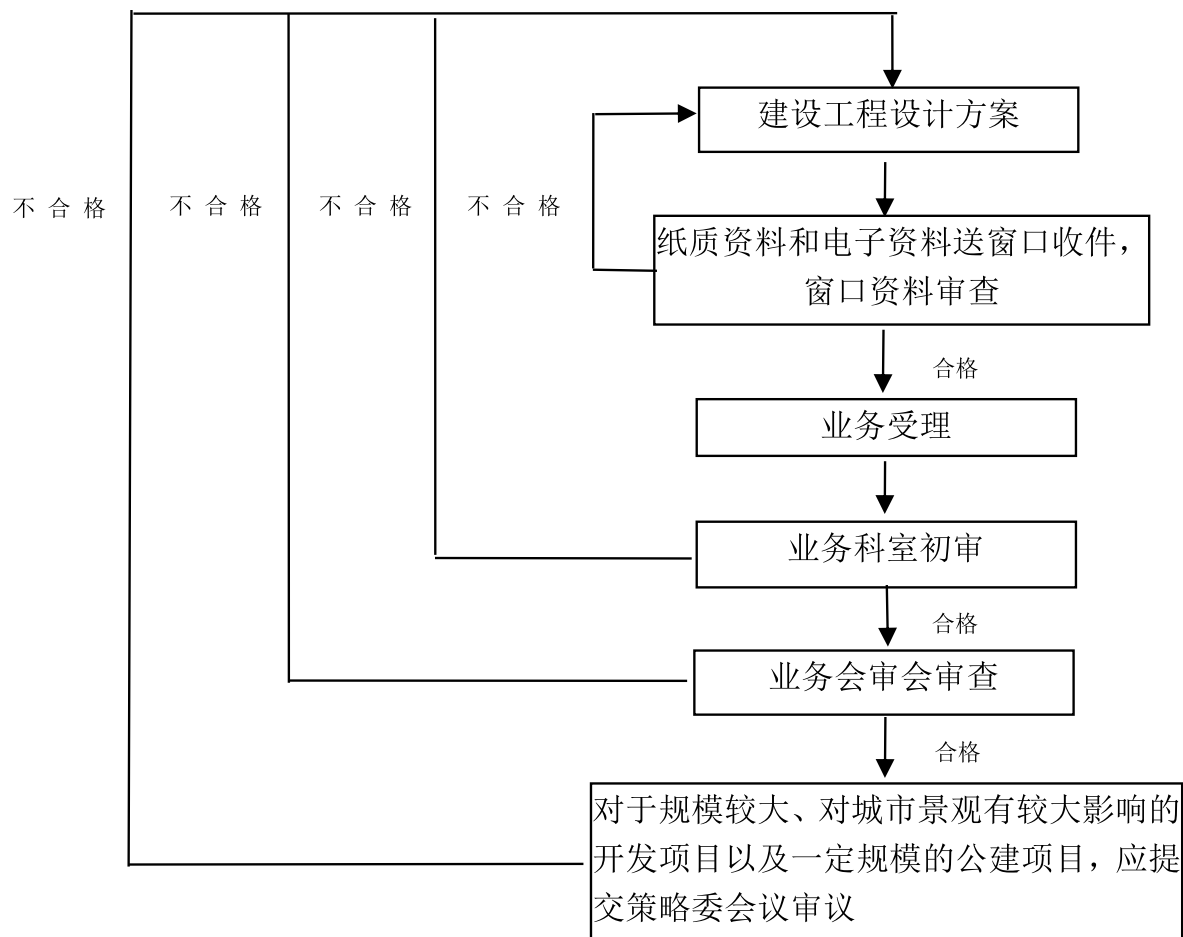 建设工程设计方案
不合格
不合格
不合格
不合格
纸质资料和电子资料送窗口收件，
窗口资料审查
合格
业务受理
业务科室初审
合格
业务会审会审查
合格
对于规模较大、对城市景观有较大影响的
开发项目以及一定规模的公建项目，应提
交策略委会议审议